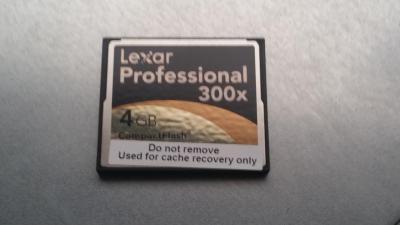 Lexar
Professional
300x
4GB
CompactFlash®
Do not remove
Used for cache recovery only